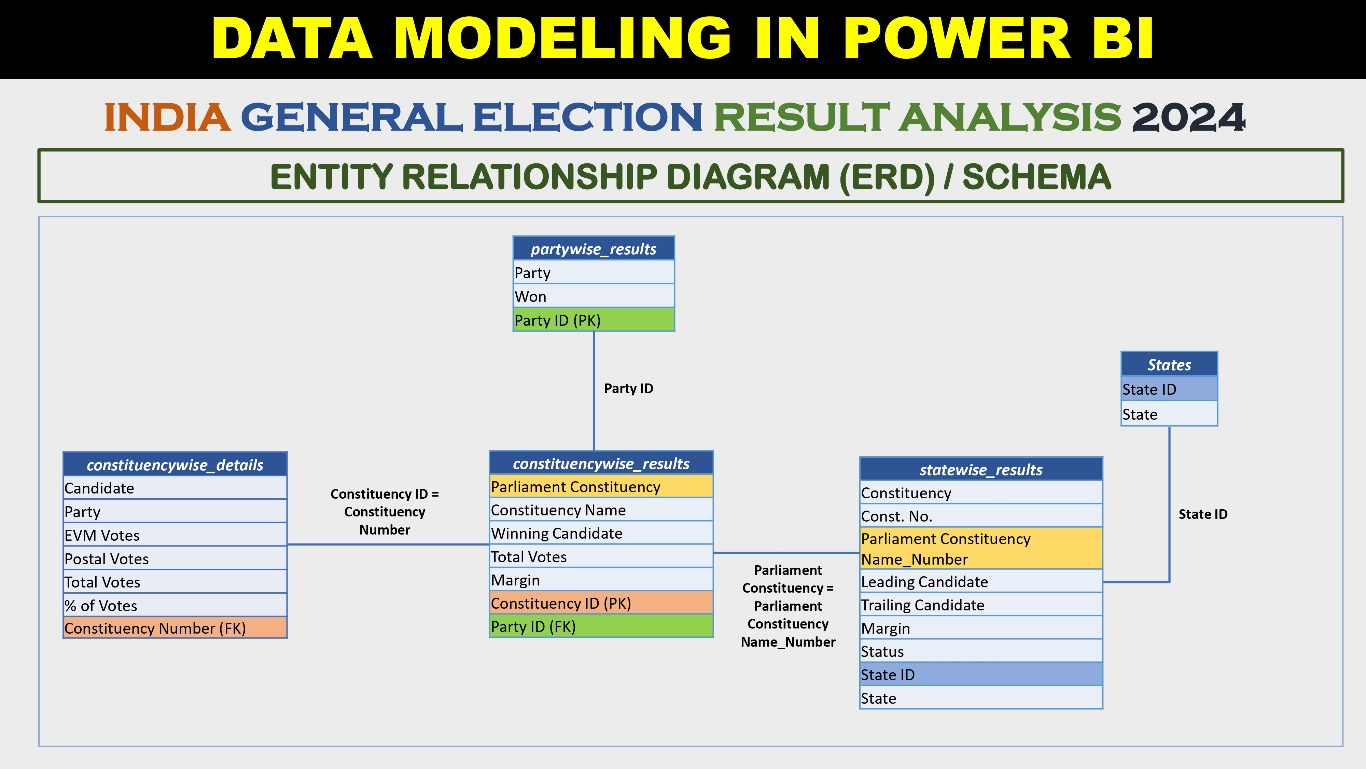 DATA MODELING IN POWER BI
INDIA GENERAL ELECTION RESULT ANALYSIS 2024
ENTITY RELATIONSHIP DIAGRAM (ERD) / SCHEMA
partywise_results
Party
Won
Party ID (PK)
Party ID
States
State ID
State
State ID
constituencywise_details
Candidate
Party
EVM Votes
Postal Votes
Total Votes
% of Votes
Constituency Number (FK)
Constituency ID =
Constituency
Number
constituencywise_results
Parliament Constituency
Constituency Name
Winning Candidate
Total Votes
Margin
Constituency ID (PK)
Party ID (FK)
Parliament
Constituency =
Parliament
Constituency
Name_Number
statewise_results
Constituency
Const. No.
Parliament Constituency
Name_Number
Leading Candidate
Trailing Candidate
Margin
Status
State ID
State